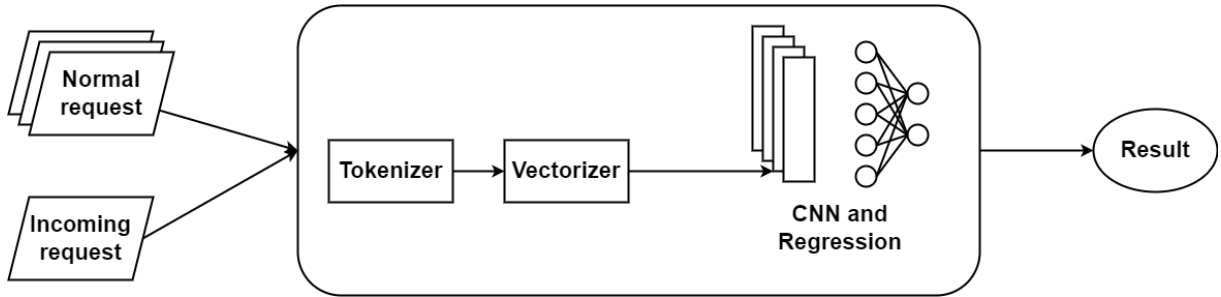 Normal
request
Incoming
request
Tokenizer
Vectorizer
CNN and
Regression
Result